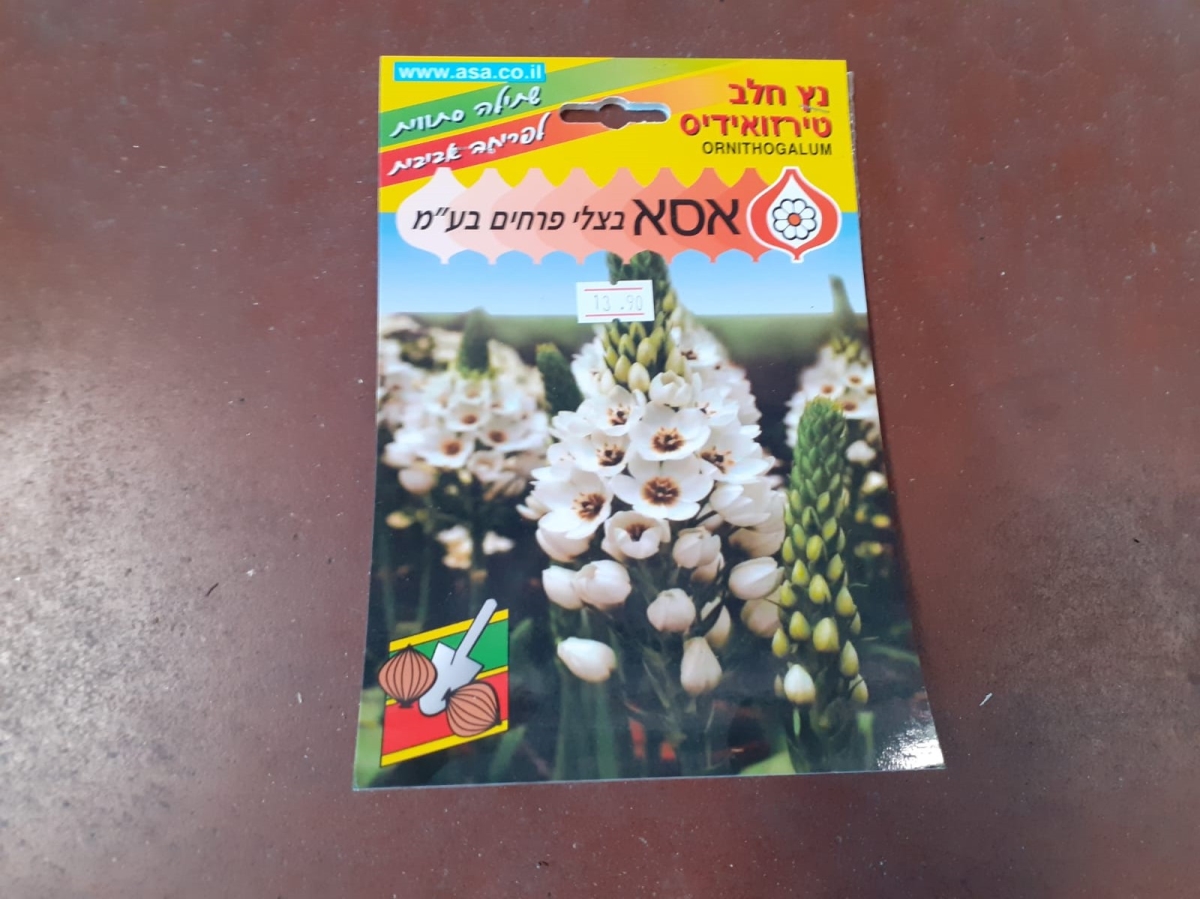 www.asa.co.il
שתילה סתווית
לפריחה אביבית
נץ חלב
טירזואידיס
ORNITHOGALUM
אסא בצלי פרחים בע"מ
13.90